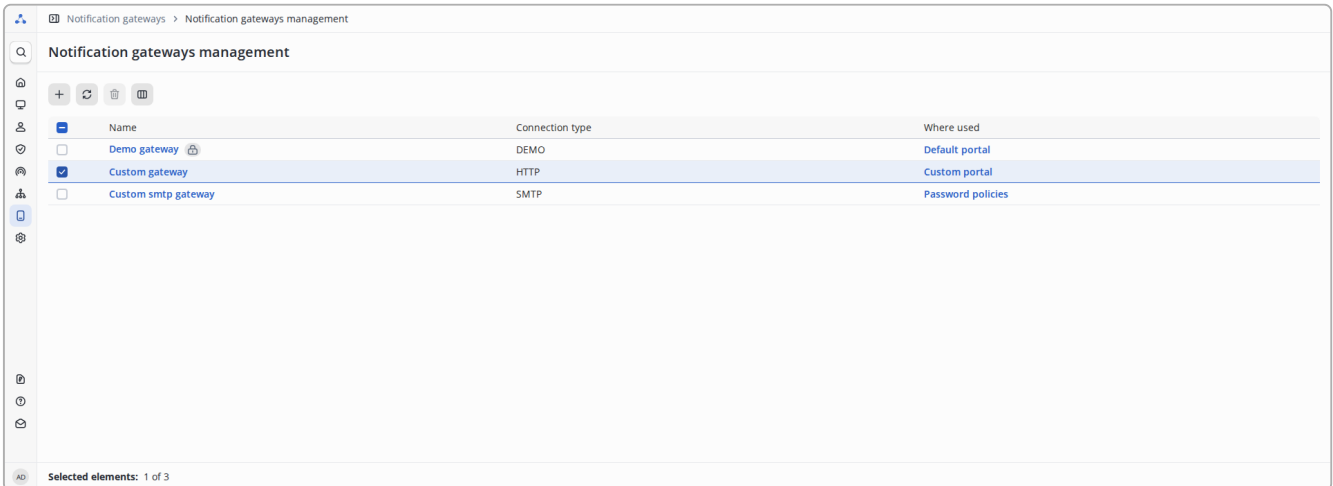 Notification gateways > Notification gateways management
Notification gateways management
Name Connection type Where used
Demo gateway DEMO Default portal
Custom gateway HTTP Custom portal
Custom smtp gateway SMTP Password policies
AD Selected elements: 1 of 3